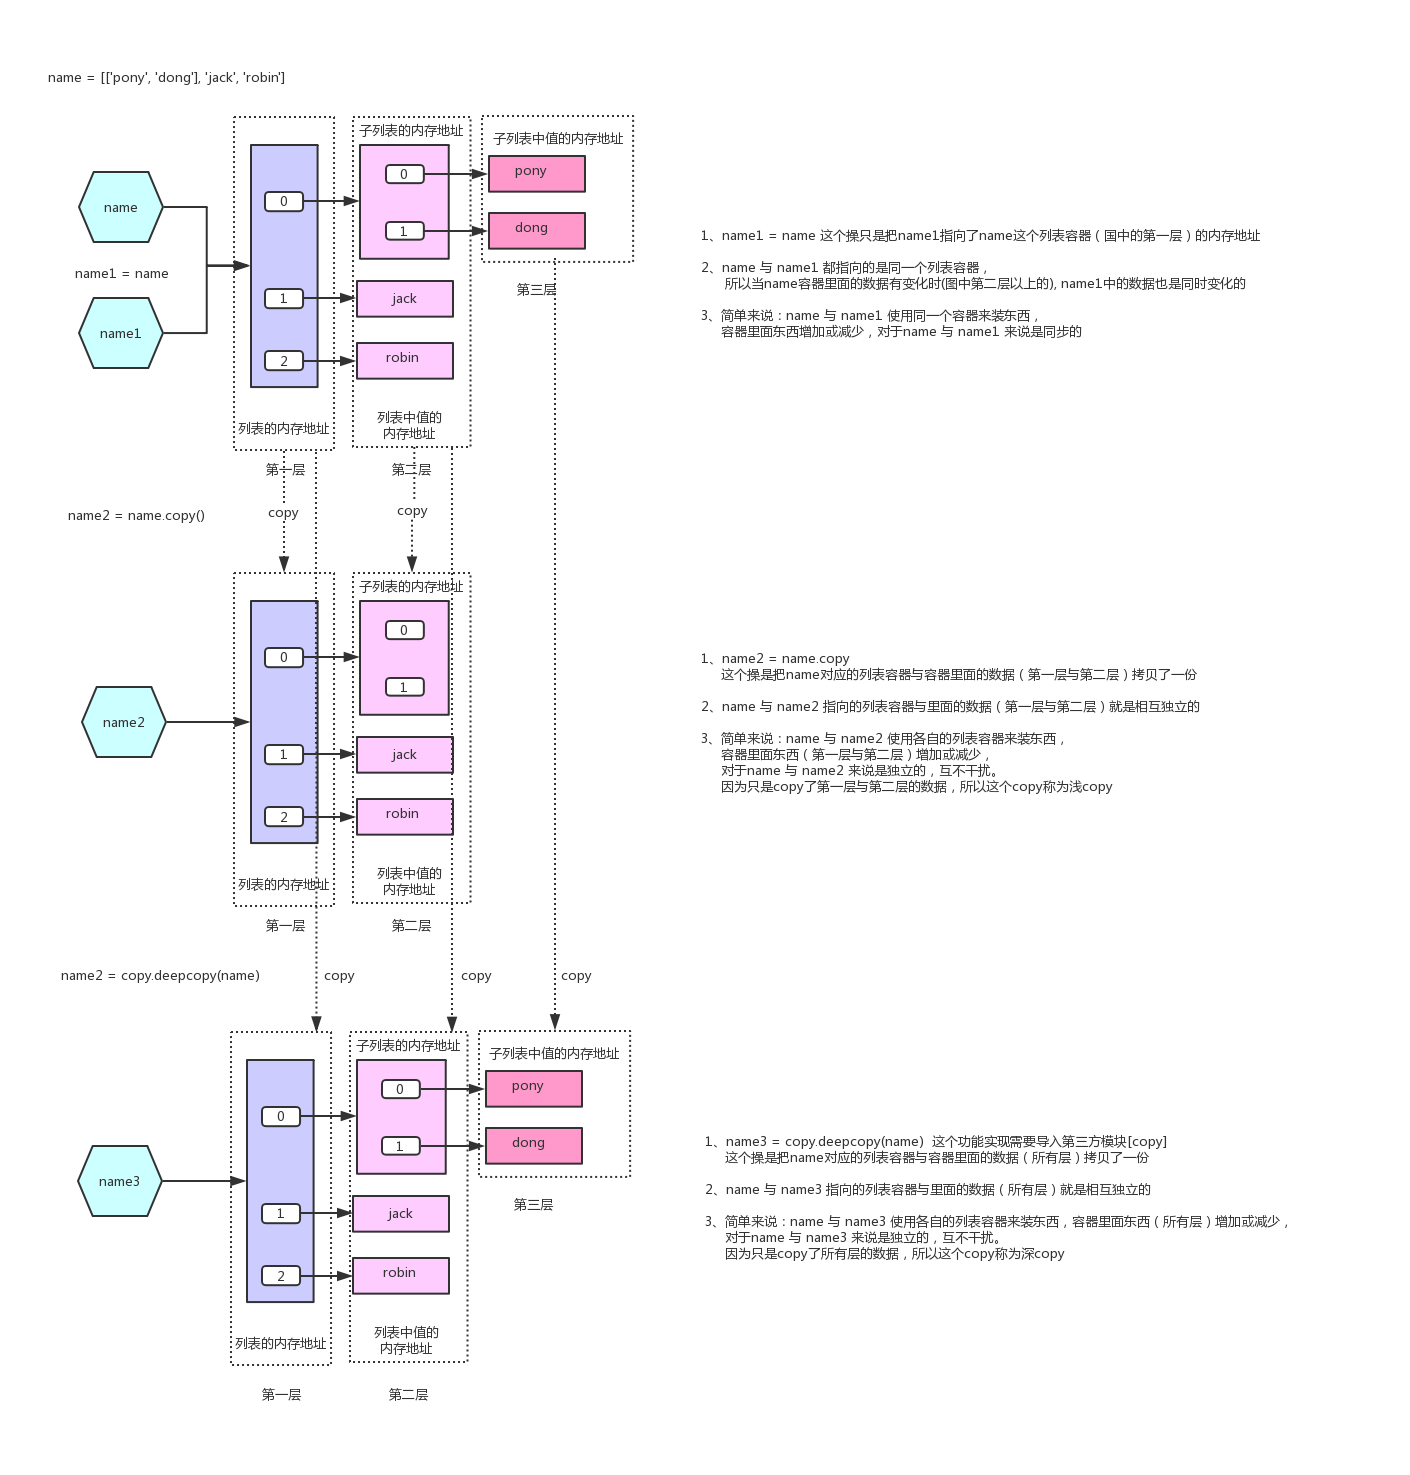 name = [['pony', 'dong'], 'jack', 'robin']
子列表的内存地址
子列表中值的内存地址
0
pony
name
0
1
dong
name1 = name
第三层
1
jack
name1
2
robin
列表中值的
内存地址
列表的内存地址
第一层
第二层
1、name1 = name 这个操只是把name1指向了name这个列表容器（国中的第一层）的内存地址
2、name 与 name1 都指向的是同一个列表容器，
所以当name容器里面的数据有变化时(图中第二层以上的), name1中的数据也是同时变化的
3、简单来说：name 与 name1 使用同一个容器来装东西，
容器里面东西增加或减少，对于name 与 name1 来说是同步的
name2 = name.copy()
copy
copy
子列表的内存地址
0
0
1
name2
1
jack
2
robin
列表中值的
内存地址
列表的内存地址
第一层
第二层
1、name2 = name.copy
这个操是把name对应的列表容器与容器里面的数据（第一层与第二层）拷贝了一份
2、name 与 name2 指向的列表容器与里面的数据（第一层与第二层）就是相互独立的
3、简单来说：name 与 name2 使用各自的列表容器来装东西，
容器里面东西（第一层与第二层）增加或减少，
对于name 与 name2 来说是独立的，互不干扰。
因为只是copy了第一层与第二层的数据，所以这个copy称为浅copy
name2 = copy.deepcopy(name)
copy
copy
copy
子列表的内存地址
子列表中值的内存地址
0
pony
0
1
dong
name3
第三层
1
jack
2
robin
列表中值的
内存地址
列表的内存地址
第一层
第二层
1、name3 = copy.deepcopy(name) 这个功能实现需要导入第三方模块[copy]
这个操是把name对应的列表容器与容器里面的数据（所有层）拷贝了一份
2、name 与 name3 指向的列表容器与里面的数据（所有层）就是相互独立的
3、简单来说：name 与 name3 使用各自的列表容器来装东西，容器里面东西（所有层）增加或减少，
对于name 与 name3 来说是独立的，互不干扰。
因为只是copy了所有层的数据，所以这个copy称为深copy